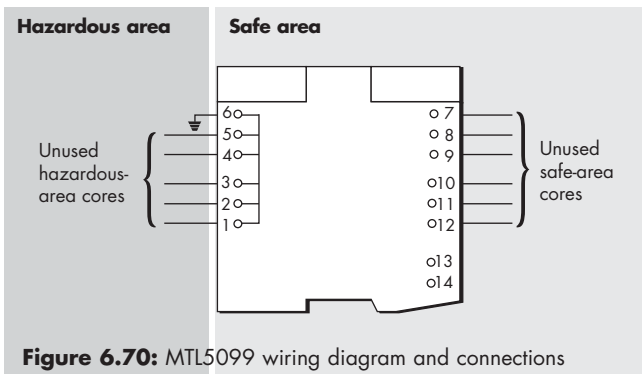 Hazardous area
Safe area
6
5
4
3
2
1
7
8
9
10
11
12
13
14
Unused
hazardous-
area cores
Unused
safe-area
cores
Figure 6.70: MTL5099 wiring diagram and connections